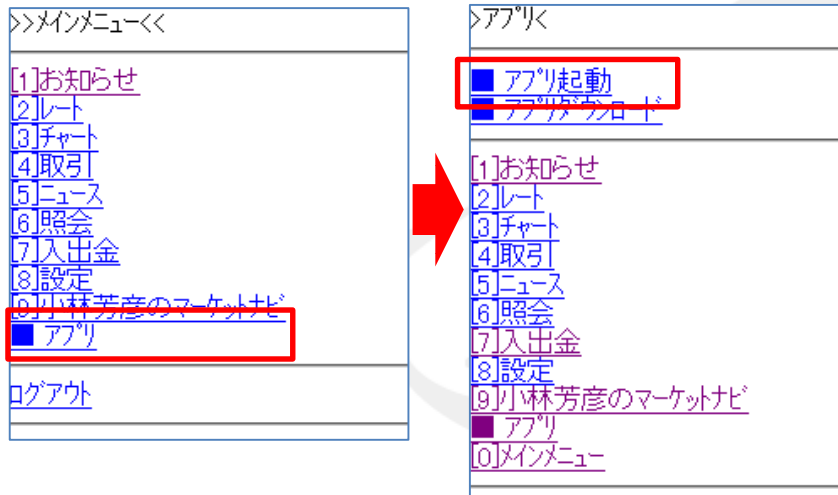 >>ﾒｲﾝﾒﾆｭｰ<<
[1]お知らせ
[2]ﾚｰﾄ
[3]ﾁｬｰﾄ
[4]取引
[5]ﾆｭｰｽ
[6]照会
[7]入出金
[8]設定
[9]小林芳彦のﾏｰｹｯﾄﾅﾋﾞ
■ ｱﾌﾟﾘ
ﾛｸﾞｱｳﾄ
>ｱﾌﾟﾘ<
■ ｱﾌﾟﾘ起動
■ ｱﾌﾟﾘﾀﾞｳﾝﾛｰﾄﾞ
[1]お知らせ
[2]ﾚｰﾄ
[3]ﾁｬｰﾄ
[4]取引
[5]ﾆｭｰｽ
[6]照会
[7]入出金
[8]設定
[9]小林芳彦のﾏｰｹｯﾄﾅﾋﾞ
■ ｱﾌﾟﾘ
[0]ﾒｲﾝﾒﾆｭｰ